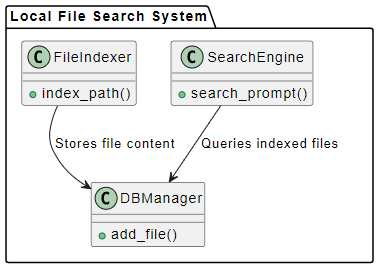 Local File Search System
C FileIndexer
index_path()
C SearchEngine
search_prompt()
Stores file content
Queries indexed files
C DBManager
add_file()